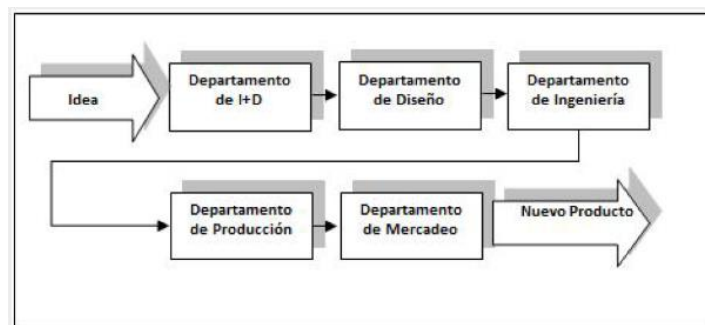 Idea
Departamento
de I+D
Departamento
de Diseño
Departamento
de Ingeniería
Departamento
de Producción
Departamento
de Mercadeo
Nuevo Producto